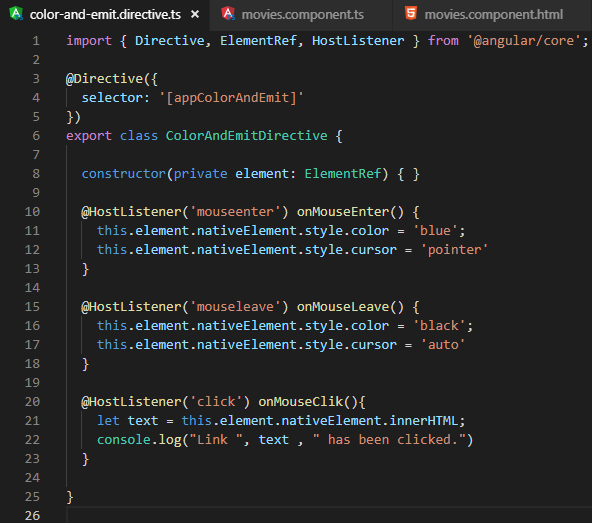 color-and-emit.directive.ts × movies.component.ts movies.component.html
1 import { Directive, ElementRef, HostListener } from '@angular/core';
2
3 @Directive({
4   selector: '[appColorAndEmit]'
5 })
6 export class ColorAndEmitDirective {
7
8   constructor(private element: ElementRef) { }
9
10   @HostListener('mouseenter') onMouseEnter() {
11     this.element.nativeElement.style.color = 'blue';
12     this.element.nativeElement.style.cursor = 'pointer'
13   }
14
15   @HostListener('mouseleave') onMouseLeave() {
16     this.element.nativeElement.style.color = 'black';
17     this.element.nativeElement.style.cursor = 'auto'
18   }
19
20   @HostListener('click') onMouseClik(){
21     let text = this.element.nativeElement.innerHTML;
22     console.log("Link ", text , " has been clicked.")
23   }
24
25 }
26